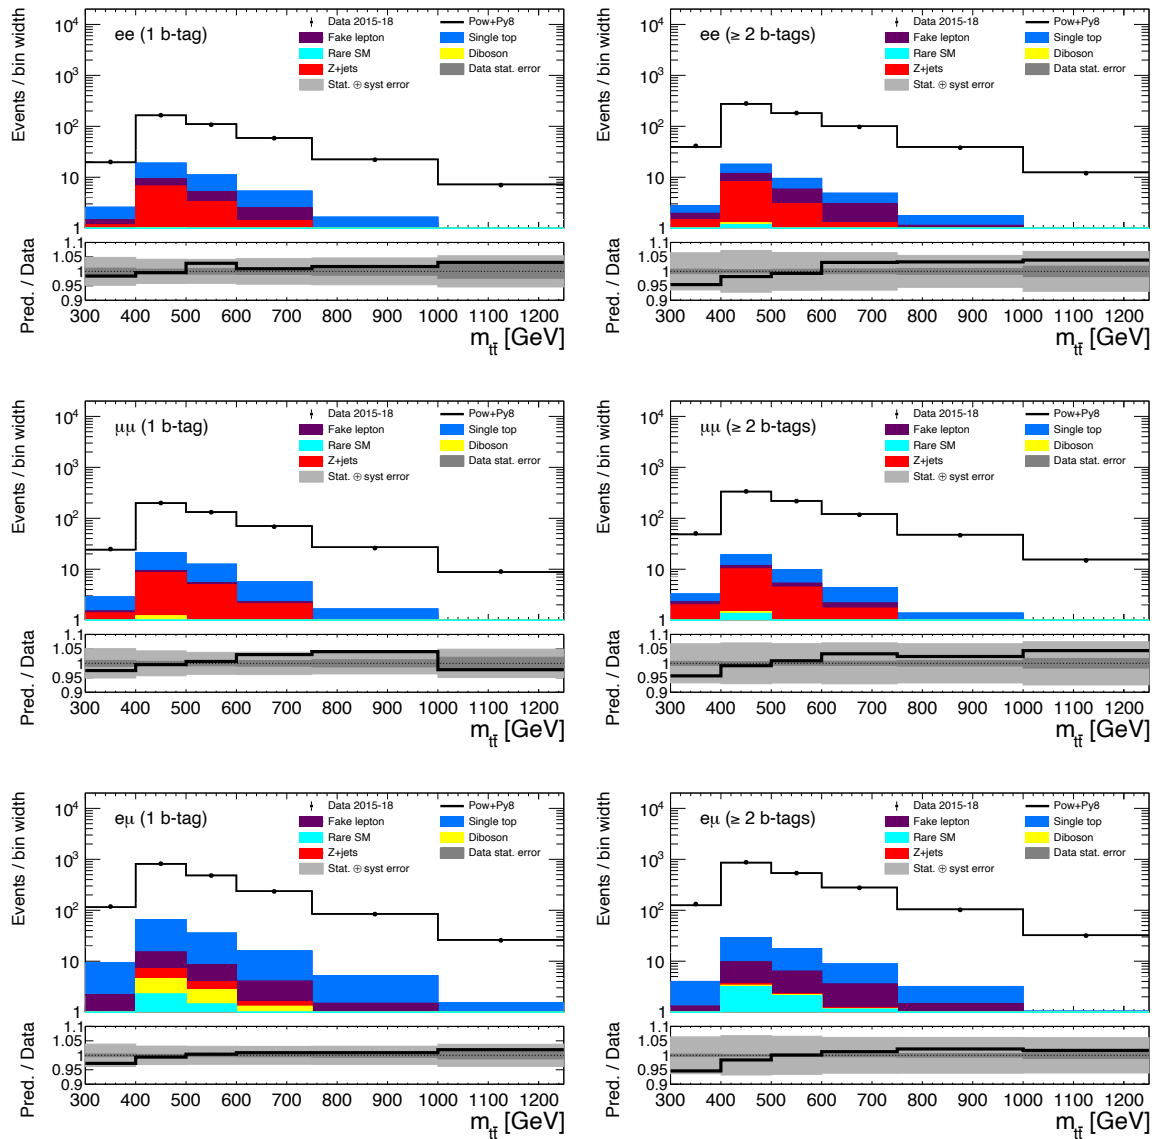 ee (1 b-tag)
Data 2015-18
Pow+Py8
Fake lepton
Single top
Rare SM
Diboson
Z+jets
Data stat. error
Stat. ⊕ syst error
Events / bin width
10⁴
10³
10²
10
1
Pred. / Data
1.1
1.05
1
0.95
0.9
300 400 500 600 700 800 900 1000 1100 1200
m_tt̄ [GeV]
ee (≥ 2 b-tags)
Data 2015-18
Pow+Py8
Fake lepton
Single top
Rare SM
Diboson
Z+jets
Data stat. error
Stat. ⊕ syst error
Events / bin width
10⁴
10³
10²
10
1
Pred. / Data
1.1
1.05
1
0.95
0.9
300 400 500 600 700 800 900 1000 1100 1200
m_tt̄ [GeV]
μμ (1 b-tag)
Data 2015-18
Pow+Py8
Fake lepton
Single top
Rare SM
Diboson
Z+jets
Data stat. error
Stat. ⊕ syst error
Events / bin width
10⁴
10³
10²
10
1
Pred. / Data
1.1
1.05
1
0.95
0.9
300 400 500 600 700 800 900 1000 1100 1200
m_tt̄ [GeV]
μμ (≥ 2 b-tags)
Data 2015-18
Pow+Py8
Fake lepton
Single top
Rare SM
Diboson
Z+jets
Data stat. error
Stat. ⊕ syst error
Events / bin width
10⁴
10³
10²
10
1
Pred. / Data
1.1
1.05
1
0.95
0.9
300 400 500 600 700 800 900 1000 1100 1200
m_tt̄ [GeV]
eμ (1 b-tag)
Data 2015-18
Pow+Py8
Fake lepton
Single top
Rare SM
Diboson
Z+jets
Data stat. error
Stat. ⊕ syst error
Events / bin width
10⁴
10³
10²
10
1
Pred. / Data
1.1
1.05
1
0.95
0.9
300 400 500 600 700 800 900 1000 1100 1200
m_tt̄ [GeV]
eμ (≥ 2 b-tags)
Data 2015-18
Pow+Py8
Fake lepton
Single top
Rare SM
Diboson
Z+jets
Data stat. error
Stat. ⊕ syst error
Events / bin width
10⁴
10³
10²
10
1
Pred. / Data
1.1
1.05
1
0.95
0.9
300 400 500 600 700 800 900 1000 1100 1200
m_tt̄ [GeV]